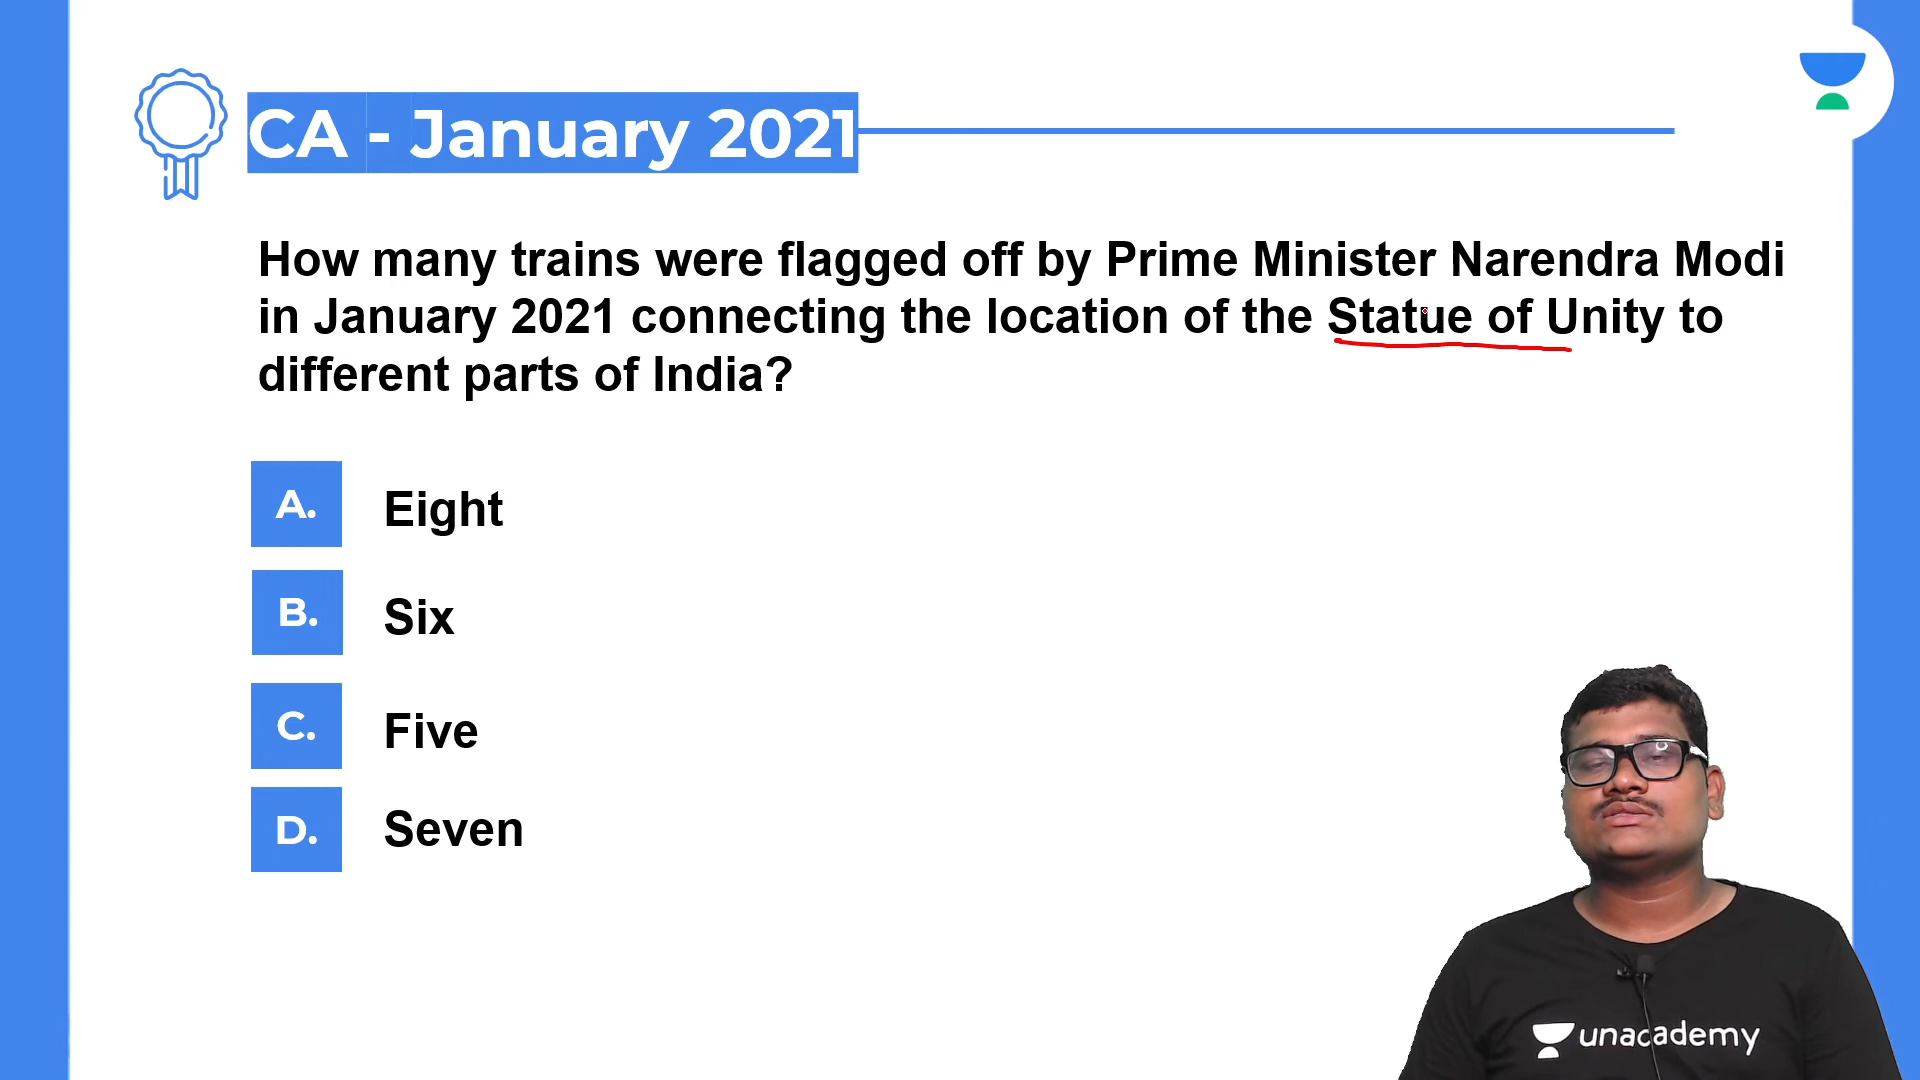 CA - January 2021
How many trains were flagged off by Prime Minister Narendra Modi
in January 2021 connecting the location of the Statue of Unity to
different parts of India?
A. Eight
B. Six
C. Five
D. Seven
unacademy